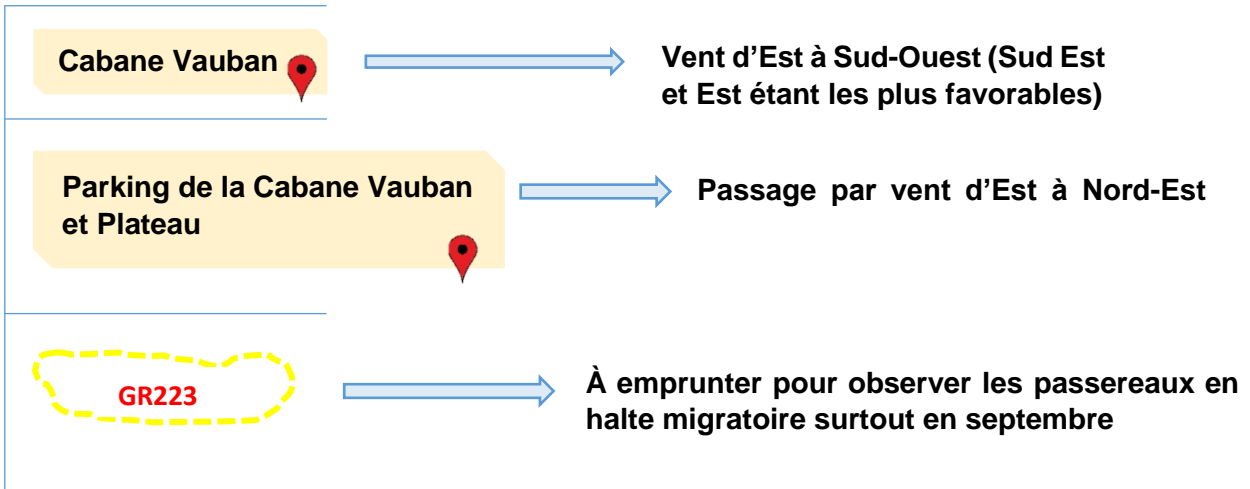 Cabane Vauban
Vent d’Est à Sud-Ouest (Sud Est
et Est étant les plus favorables)
Parking de la Cabane Vauban
et Plateau
Passage par vent d’Est à Nord-Est
GR223
À emprunter pour observer les passereaux en
halte migratoire surtout en septembre